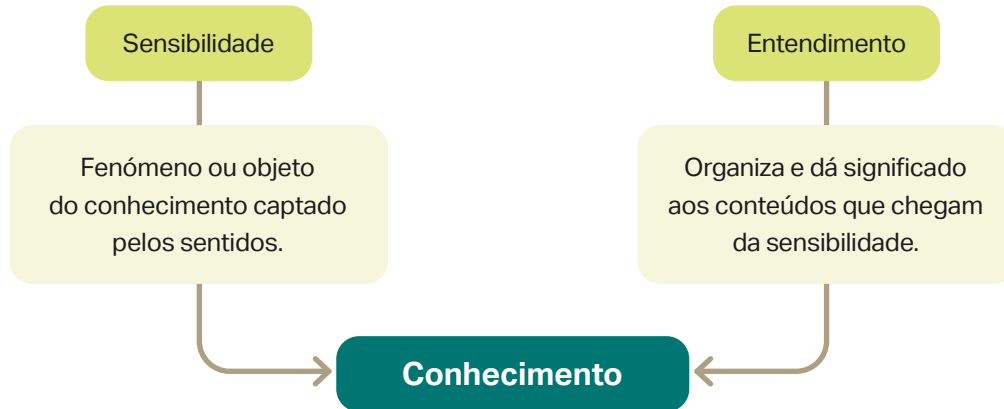 Sensibilidade
Fenómeno ou objeto
do conhecimento captado
pelos sentidos.
Entendimento
Organiza e dá significado
aos conteúdos que chegam
da sensibilidade.
Conhecimento